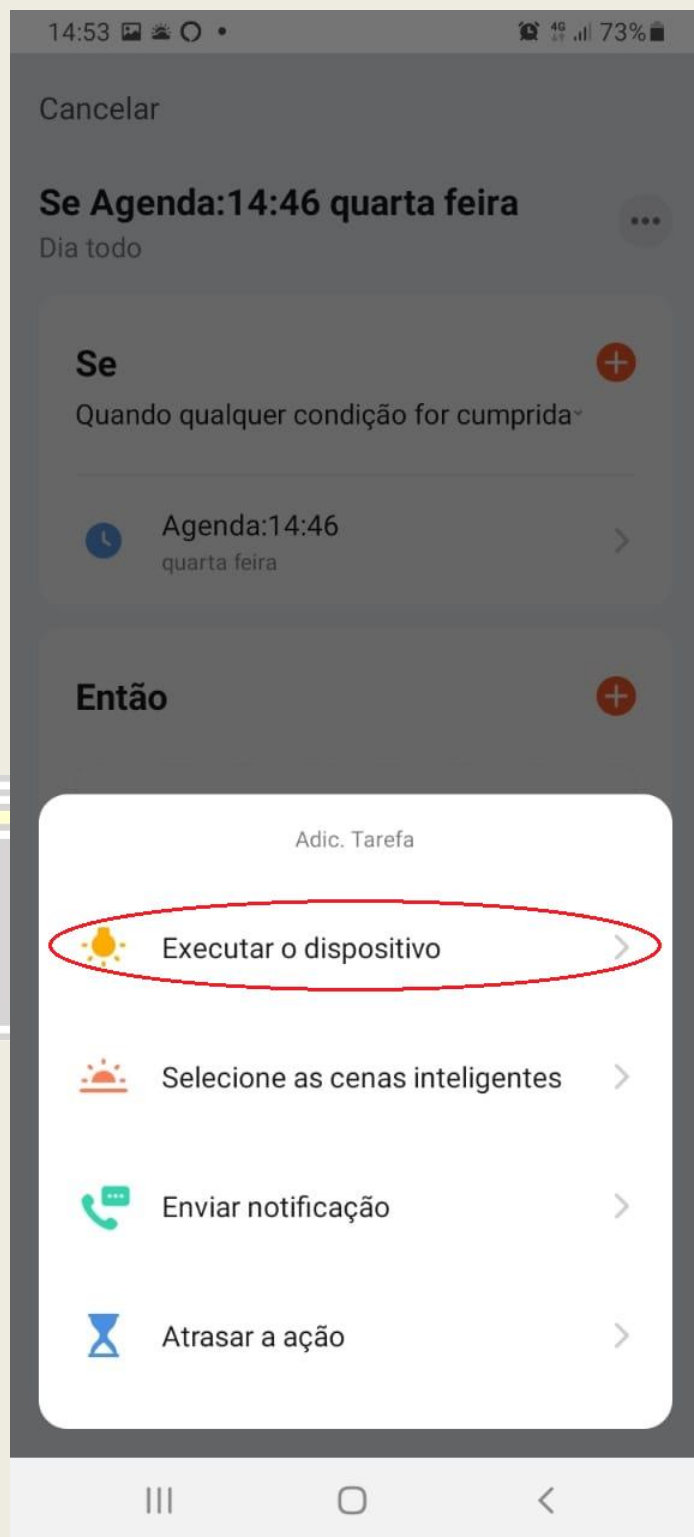 14:53 4G 73%
Cancelar
Se Agenda:14:46 quarta feira
Dia todo
Se
Quando qualquer condição for cumprida
Agenda:14:46
quarta feira
Então
Adic. Tarefa
Executar o dispositivo
Selecione as cenas inteligentes
Enviar notificação
Atrasar a ação